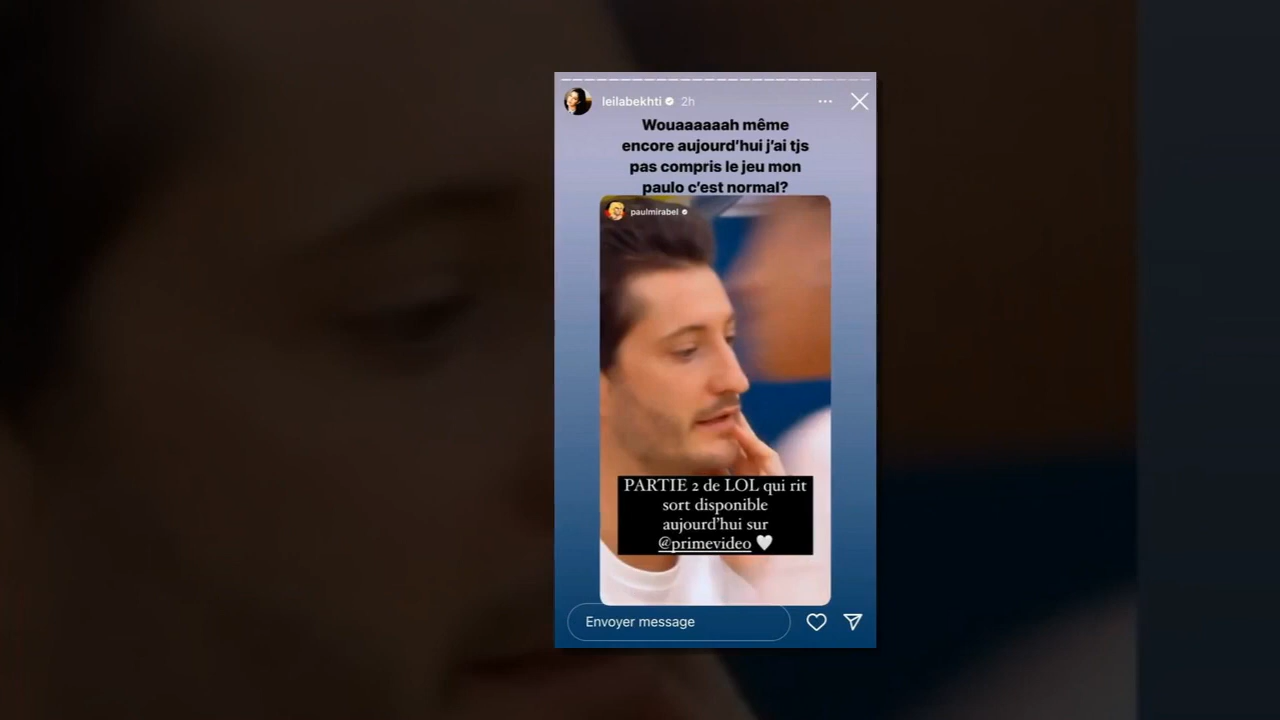 leilabekhti 2h
Wouaaaaaah même
encore aujourd'hui j'ai tjs
pas compris le jeu mon
paulo c'est normal?
paulmirabel
PARTIE 2 de LOL qui rit
sort disponible
aujourd'hui sur
@primevideo 🤍
Envoyer message